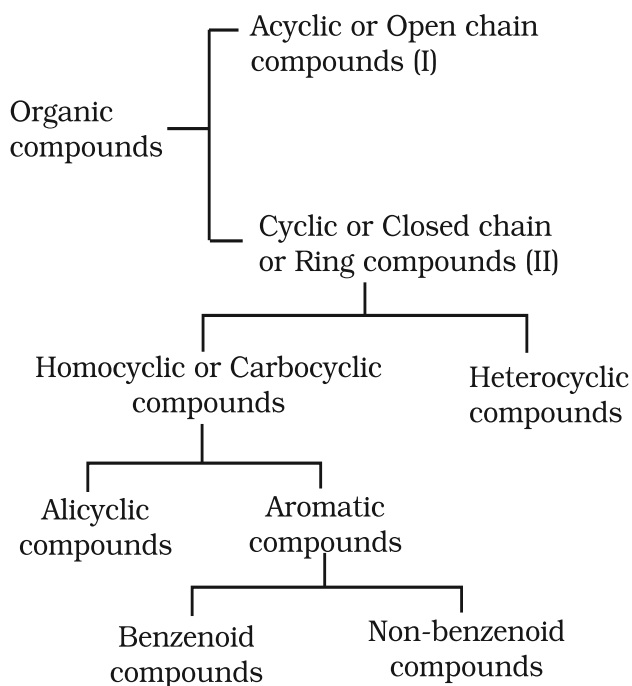 Acyclic or Open chain
compounds (I)
Organic
compounds
Cyclic or Closed chain
or Ring compounds (II)
Homocyclic or Carbocyclic
compounds
Heterocyclic
compounds
Alicyclic
compounds
Aromatic
compounds
Benzenoid
compounds
Non-benzenoid
compounds